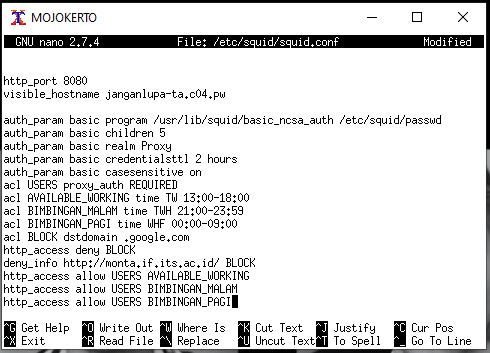 MOJOKERTO
GNU nano 2.7.4 File: /etc/squid/squid.conf Modified
http_port 8080
visible_hostname janganlupa-ta.c04.pw
auth_param basic program /usr/lib/squid/basic_ncsa_auth /etc/squid/passwd
auth_param basic children 5
auth_param basic realm Proxy
auth_param basic credentialsttl 2 hours
auth_param basic casesensitive on
acl USERS proxy_auth REQUIRED
acl AVAILABLE_WORKING time TW 13:00-18:00
acl BIMBINGAN_MALAM time TWH 21:00-23:59
acl BIMBINGAN_PAGI time WHF 00:00-09:00
acl BLOCK dstdomain .google.com
http_access deny BLOCK
deny_info http://monta.if.its.ac.id/ BLOCK
http_access allow USERS AVAILABLE_WORKING
http_access allow USERS BIMBINGAN_MALAM
http_access allow USERS BIMBINGAN_PAGI
^G Get Help ^O Write Out ^W Where Is ^K Cut Text ^J Justify ^C Cur Pos
^X Exit ^R Read File ^\ Replace ^U Uncut Text ^T To Spell ^_ Go To Line